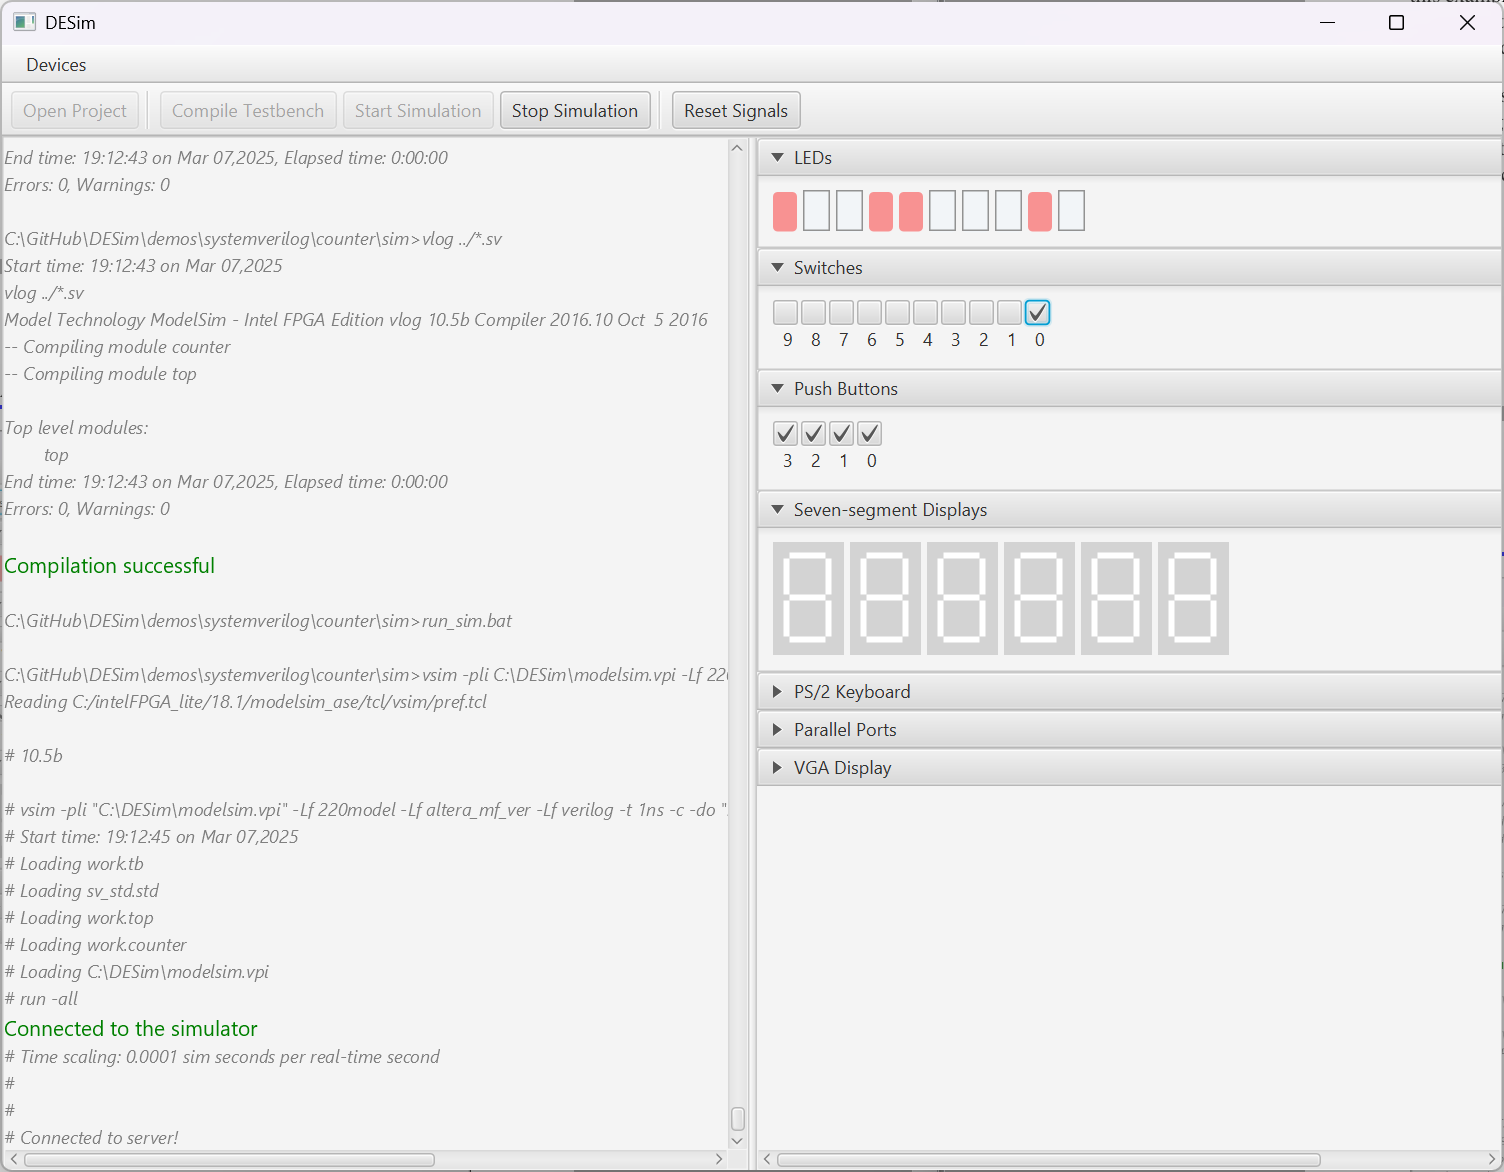 DESim
Devices
Open Project Compile Testbench Start Simulation Stop Simulation Reset Signals
End time: 19:12:43 on Mar 07,2025, Elapsed time: 0:00:00
Errors: 0, Warnings: 0
C:\GitHub\DESim\demos\systemverilog\counter\sim>vlog ../*.sv
Start time: 19:12:43 on Mar 07,2025
vlog ../*.sv
Model Technology ModelSim - Intel FPGA Edition vlog 10.5b Compiler 2016.10 Oct  5 2016
-- Compiling module counter
-- Compiling module top
Top level modules:
top
End time: 19:12:43 on Mar 07,2025, Elapsed time: 0:00:00
Errors: 0, Warnings: 0
Compilation successful
C:\GitHub\DESim\demos\systemverilog\counter\sim>run_sim.bat
C:\GitHub\DESim\demos\systemverilog\counter\sim>vsim -pli C:\DESim\modelsim.vpi -Lf 220
Reading C:/intelFPGA_lite/18.1/modelsim_ase/tcl/vsim/pref.tcl
# 10.5b
# vsim -pli "C:\DESim\modelsim.vpi" -Lf 220model -Lf altera_mf_ver -Lf verilog -t 1ns -c -do "
# Start time: 19:12:45 on Mar 07,2025
# Loading work.tb
# Loading sv_std.std
# Loading work.top
# Loading work.counter
# Loading C:\DESim\modelsim.vpi
# run -all
Connected to the simulator
# Time scaling: 0.0001 sim seconds per real-time second
#
#
# Connected to server!
LEDs
Switches
9 8 7 6 5 4 3 2 1 0
Push Buttons
3 2 1 0
Seven-segment Displays
PS/2 Keyboard
Parallel Ports
VGA Display